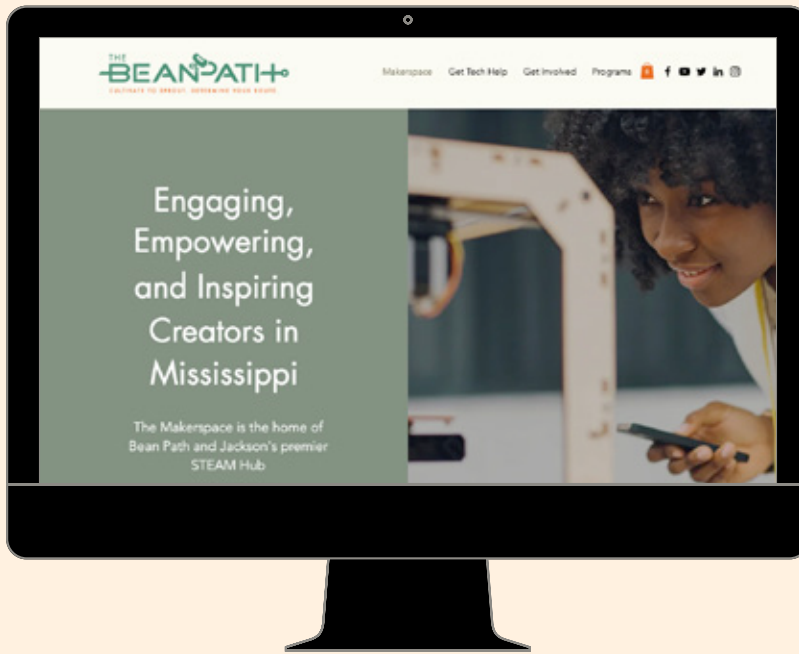 THE
BEANPATH
CULTIVATE TO SPROUT. DETERMINE YOUR ROUTE.
Makerspace Get Tech Help Get Involved Programs
Engaging,
Empowering,
and Inspiring
Creators in
Mississippi
The Makerspace is the home of
Bean Path and Jackson's premier
STEAM Hub